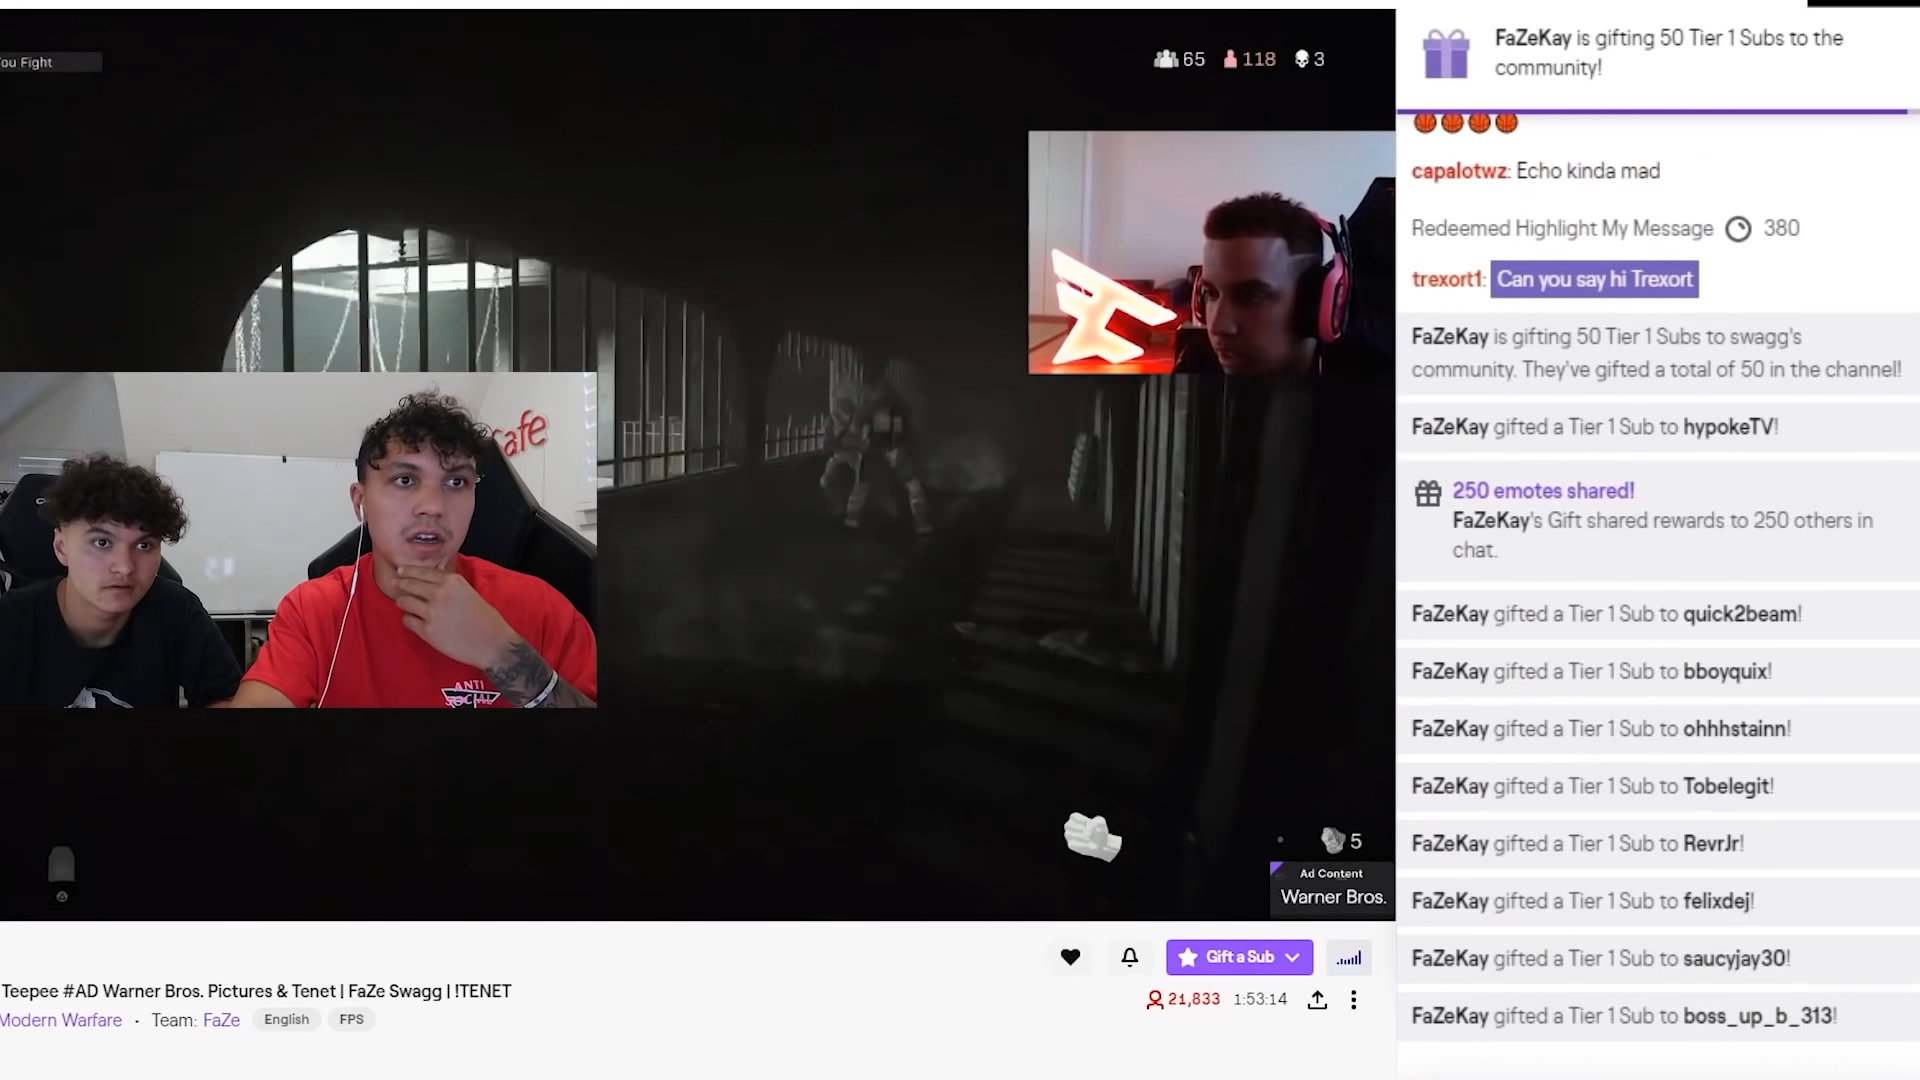 ou Fight
65 118 3
afe
ANTI
SOCIAL
5
Ad Content
Warner Bros.
Gift a Sub
Teepee #AD Warner Bros. Pictures & Tenet | FaZe Swagg | !TENET
21,833 1:53:14
Modern Warfare · Team: FaZe English FPS
FaZeKay is gifting 50 Tier 1 Subs to the
community!
capalotwz: Echo kinda mad
Redeemed Highlight My Message 380
trexort1: Can you say hi Trexort
FaZeKay is gifting 50 Tier 1 Subs to swagg's
community. They've gifted a total of 50 in the channel!
FaZeKay gifted a Tier 1 Sub to hypokeTV!
250 emotes shared!
FaZeKay's Gift shared rewards to 250 others in
chat.
FaZeKay gifted a Tier 1 Sub to quick2beam!
FaZeKay gifted a Tier 1 Sub to bboyquix!
FaZeKay gifted a Tier 1 Sub to ohhhstainn!
FaZeKay gifted a Tier 1 Sub to Tobelegit!
FaZeKay gifted a Tier 1 Sub to RevrJr!
FaZeKay gifted a Tier 1 Sub to felixdej!
FaZeKay gifted a Tier 1 Sub to saucyjay30!
FaZeKay gifted a Tier 1 Sub to boss_up_b_313!